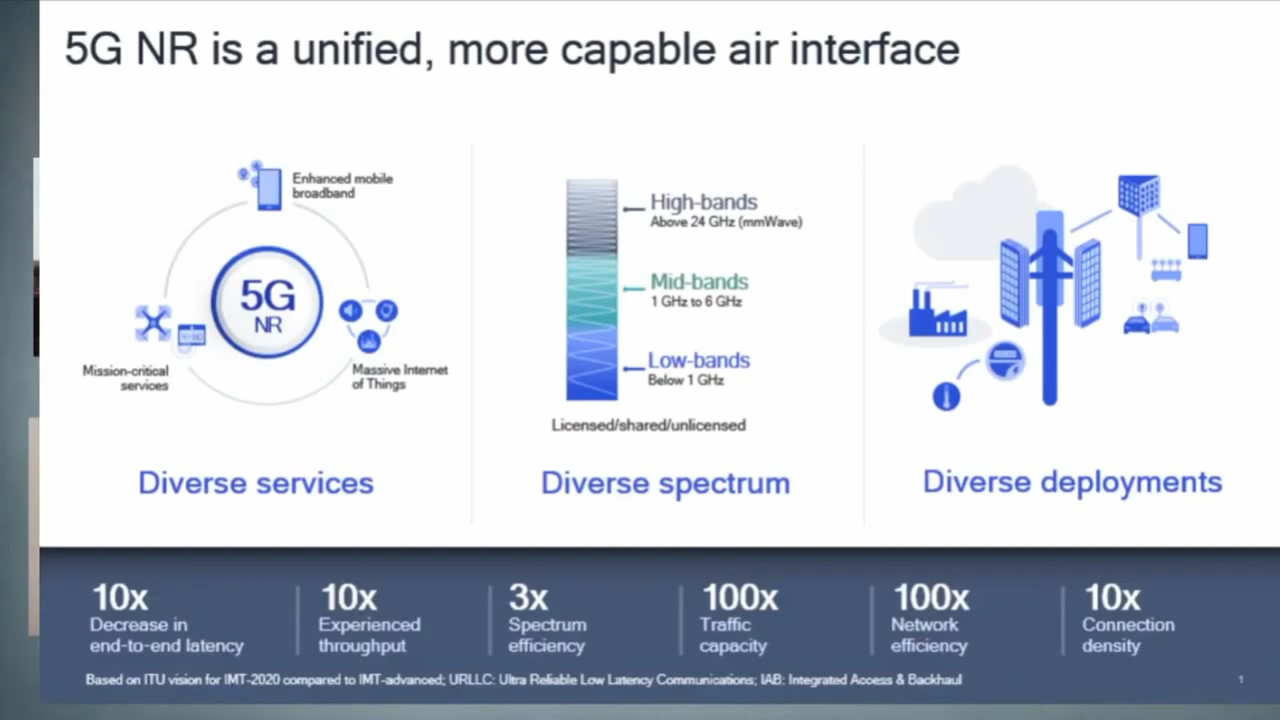 5G NR is a unified, more capable air interface
Enhanced mobile
broadband
5G
NR
Mission-critical
services
Massive Internet
of Things
Diverse services
High-bands
Above 24 GHz (mmWave)
Mid-bands
1 GHz to 6 GHz
Low-bands
Below 1 GHz
Licensed/shared/unlicensed
Diverse spectrum
Diverse deployments
10x
Decrease in
end-to-end latency
10x
Experienced
throughput
3x
Spectrum
efficiency
100x
Traffic
capacity
100x
Network
efficiency
10x
Connection
density
Based on ITU vision for IMT-2020 compared to IMT-advanced; URLLC: Ultra Reliable Low Latency Communications; IAB: Integrated Access & Backhaul
1